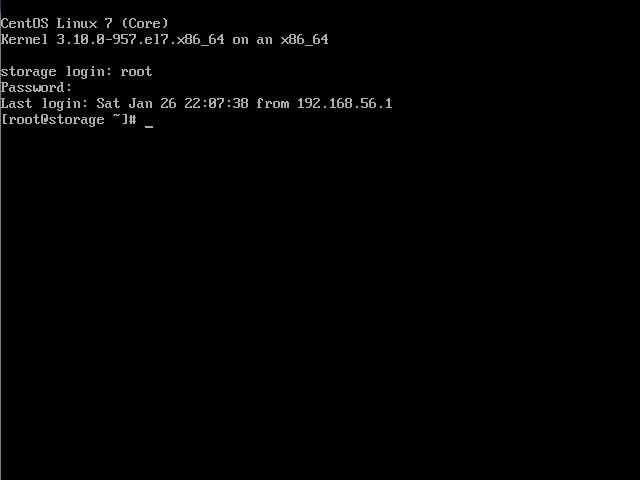 CentOS Linux 7 (Core)
Kernel 3.10.0-957.el7.x86_64 on an x86_64
storage login: root
Password:
Last login: Sat Jan 26 22:07:38 from 192.168.56.1
[root@storage ~]# _